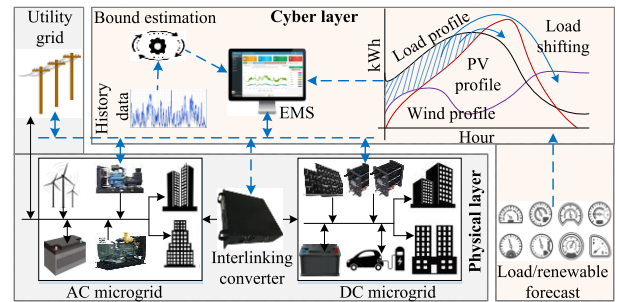 Utility
grid
Bound estimation
Cyber layer
History
data
EMS
kWh
Load profile
Load
shifting
PV
profile
Wind profile
Hour
Physical layer
Interlinking
converter
AC microgrid
DC microgrid
Load/renewable
forecast